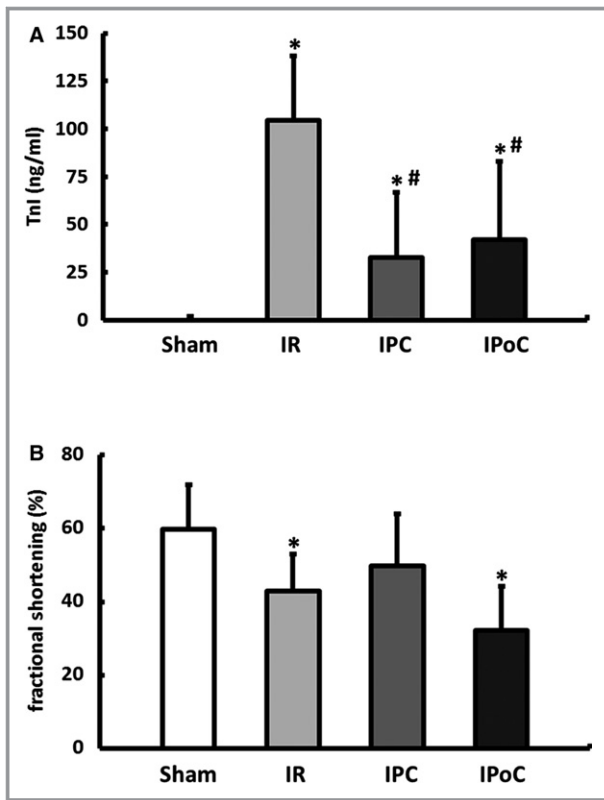 A
TnI (ng/ml)
150
125
100
75
50
25
0
*
* #
* #
Sham IR IPC IPoC
B
fractional shortening (%)
80
60
40
20
0
*
*
Sham IR IPC IPoC